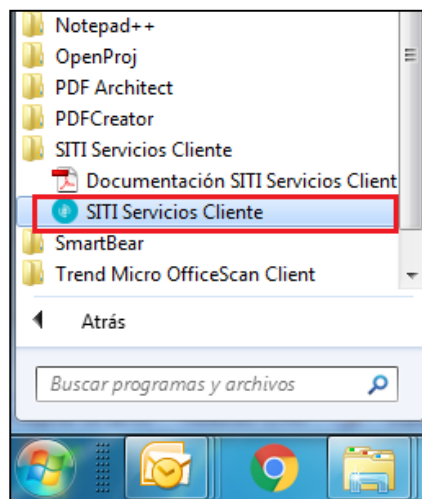 Notepad++
OpenProj
PDF Architect
PDFCreator
SITI Servicios Cliente
Documentación SITI Servicios Client
SITI Servicios Cliente
SmartBear
Trend Micro OfficeScan Client
Atrás
Buscar programas y archivos